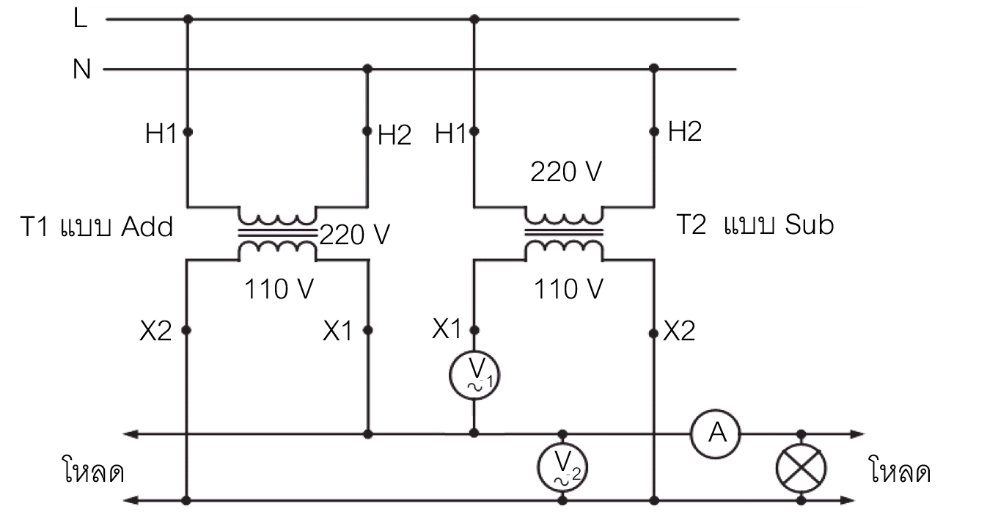 L
N
H1
H2
H1
H2
220 V
T1 แบบ Add
220 V
T2 แบบ Sub
110 V
110 V
X2
X1
X1
X2
V
~ 1
A
โหลด
V
~ 2
โหลด